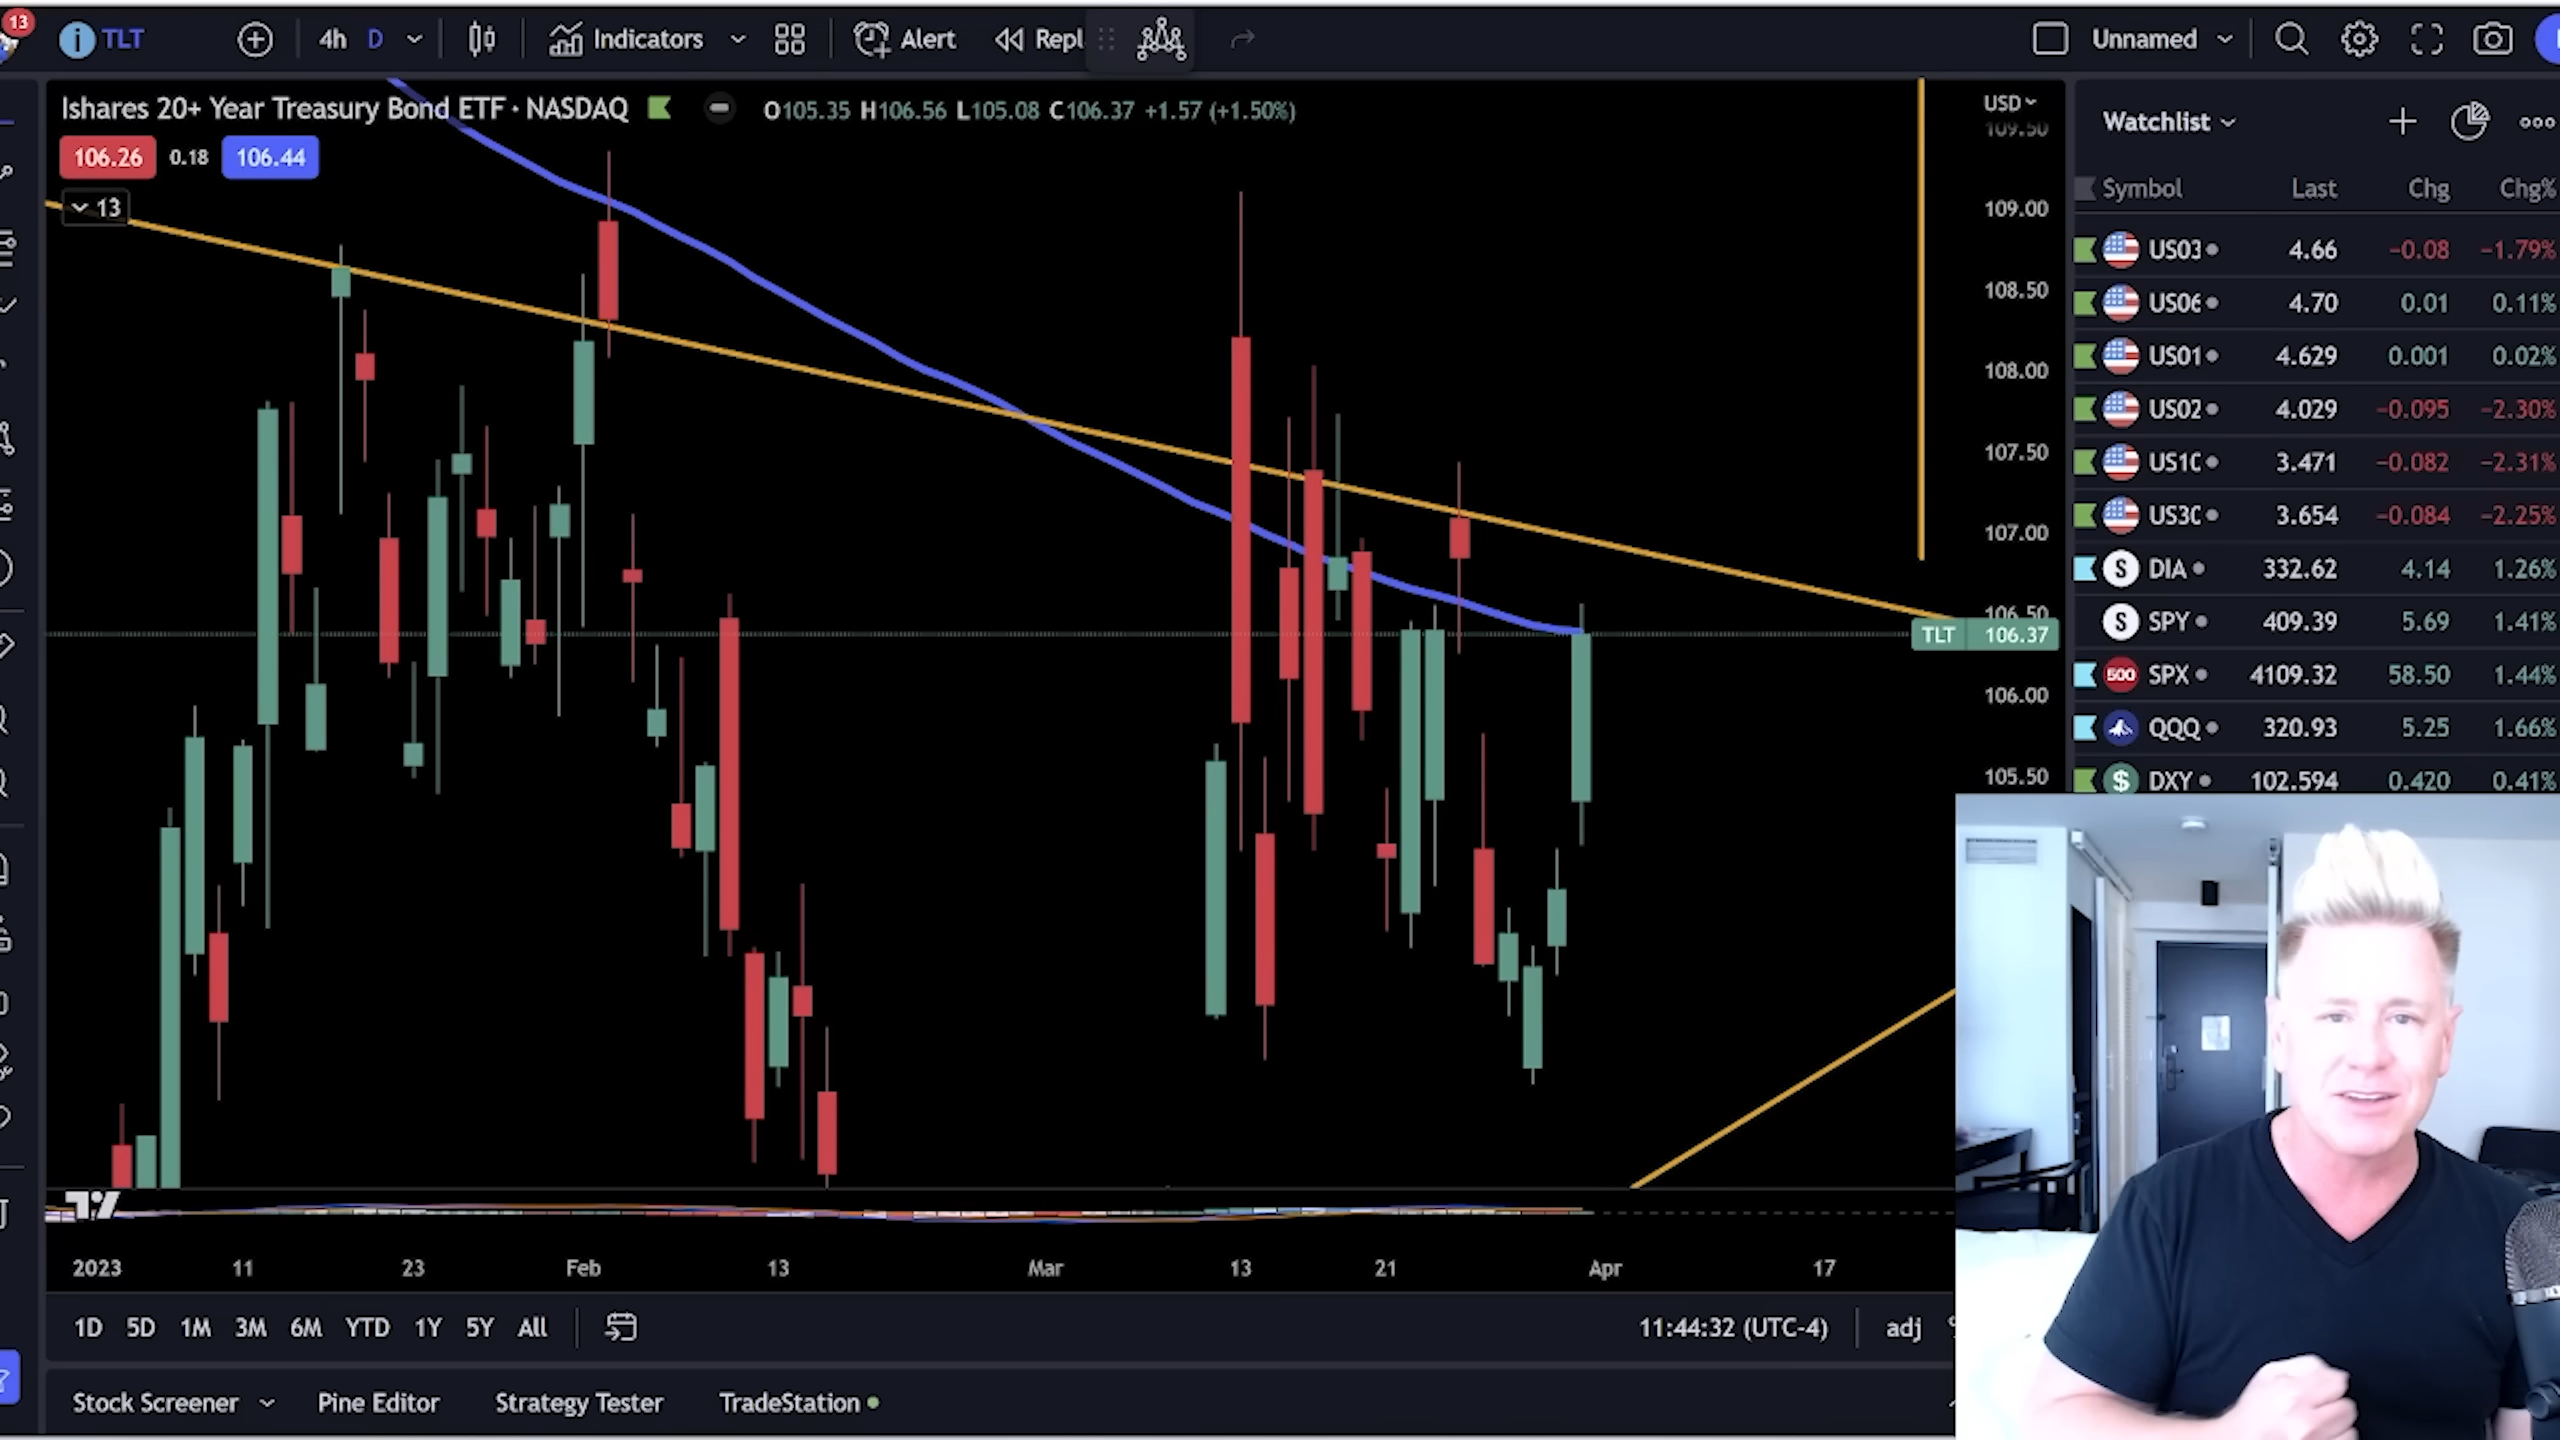 13
TLT
4h D
Indicators
Alert
Repl
Unnamed
Ishares 20+ Year Treasury Bond ETF · NASDAQ
O105.35 H106.56 L105.08 C106.37 +1.57 (+1.50%)
106.26 0.18 106.44
13
USD
109.50
109.00
108.50
108.00
107.50
107.00
106.50
TLT 106.37
106.00
105.50
Watchlist
Symbol Last Chg Chg%
US03 4.66 −0.08 −1.79%
US06 4.70 0.01 0.11%
US01 4.629 0.001 0.02%
US02 4.029 −0.095 −2.30%
US10 3.471 −0.082 −2.31%
US30 3.654 −0.084 −2.25%
S DIA 332.62 4.14 1.26%
S SPY 409.39 5.69 1.41%
500 SPX 4109.32 58.50 1.44%
QQQ 320.93 5.25 1.66%
$ DXY 102.594 0.420 0.41%
2023 11 23 Feb 13 Mar 13 21 Apr 17
1D 5D 1M 3M 6M YTD 1Y 5Y All
11:44:32 (UTC-4) adj
Stock Screener Pine Editor Strategy Tester TradeStation